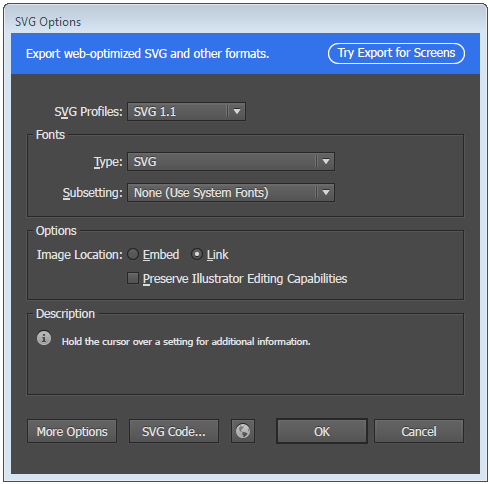 SVG Options
Export web-optimized SVG and other formats. Try Export for Screens
SVG Profiles: SVG 1.1
Fonts
Type: SVG
Subsetting: None (Use System Fonts)
Options
Image Location: Embed Link
Preserve Illustrator Editing Capabilities
Description
Hold the cursor over a setting for additional information.
More Options SVG Code... OK Cancel